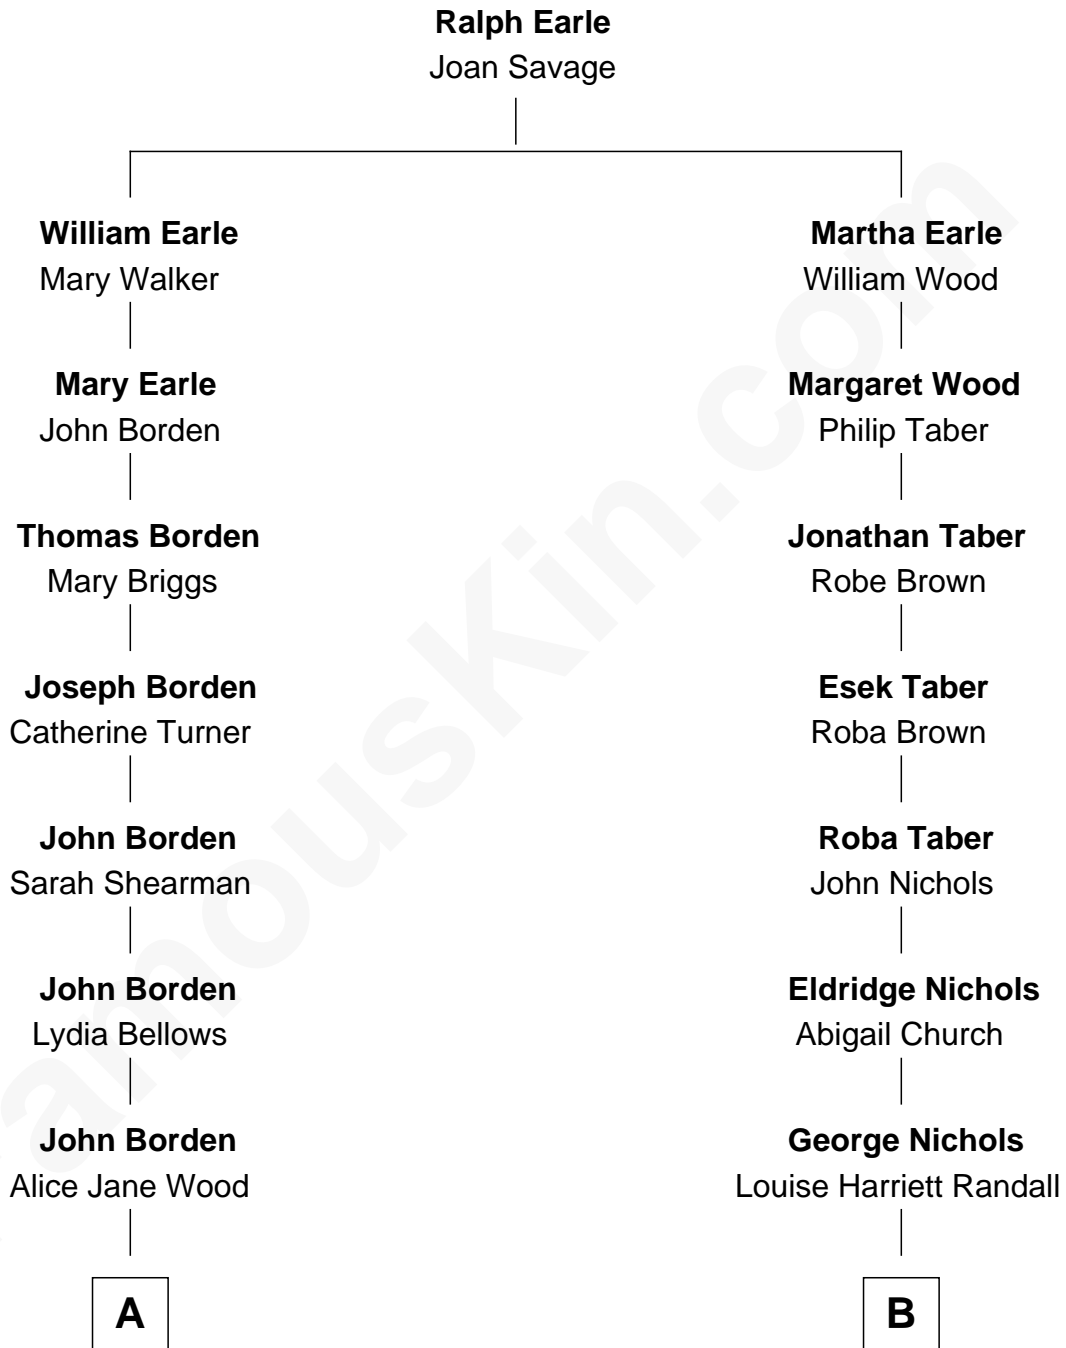 Ralph Earle
Joan Savage
William Earle
Mary Walker
Martha Earle
William Wood
Mary Earle
John Borden
Margaret Wood
Philip Taber
Thomas Borden
Mary Briggs
Jonathan Taber
Robe Brown
Joseph Borden
Catherine Turner
Esek Taber
Roba Brown
John Borden
Sarah Shearman
Roba Taber
John Nichols
John Borden
Lydia Bellows
Eldridge Nichols
Abigail Church
John Borden
Alice Jane Wood
George Nichols
Louise Harriett Randall
A
B
amouskin.com